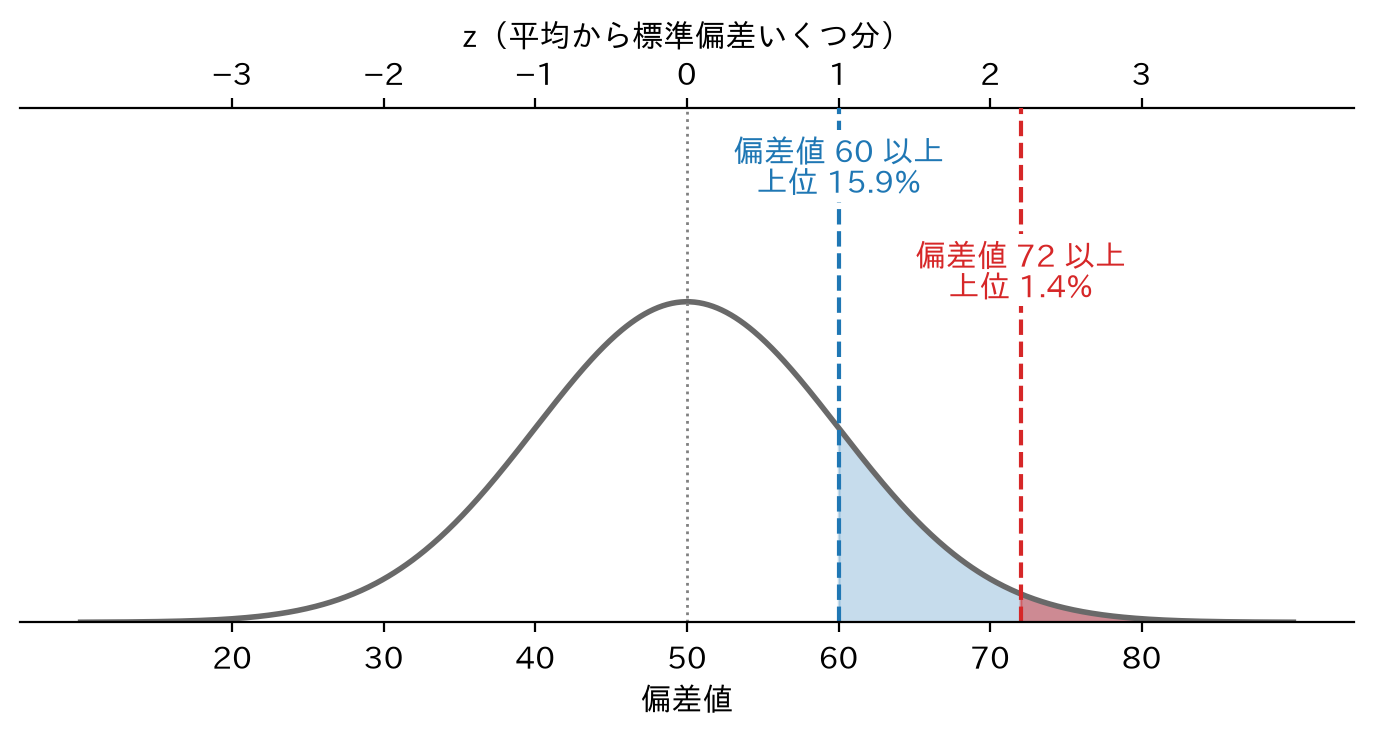 z（平均から標準偏差いくつ分）
−3 −2 −1 0 1 2 3
偏差値 60 以上
上位 15.9%
偏差値 72 以上
上位 1.4%
20 30 40 50 60 70 80
偏差値